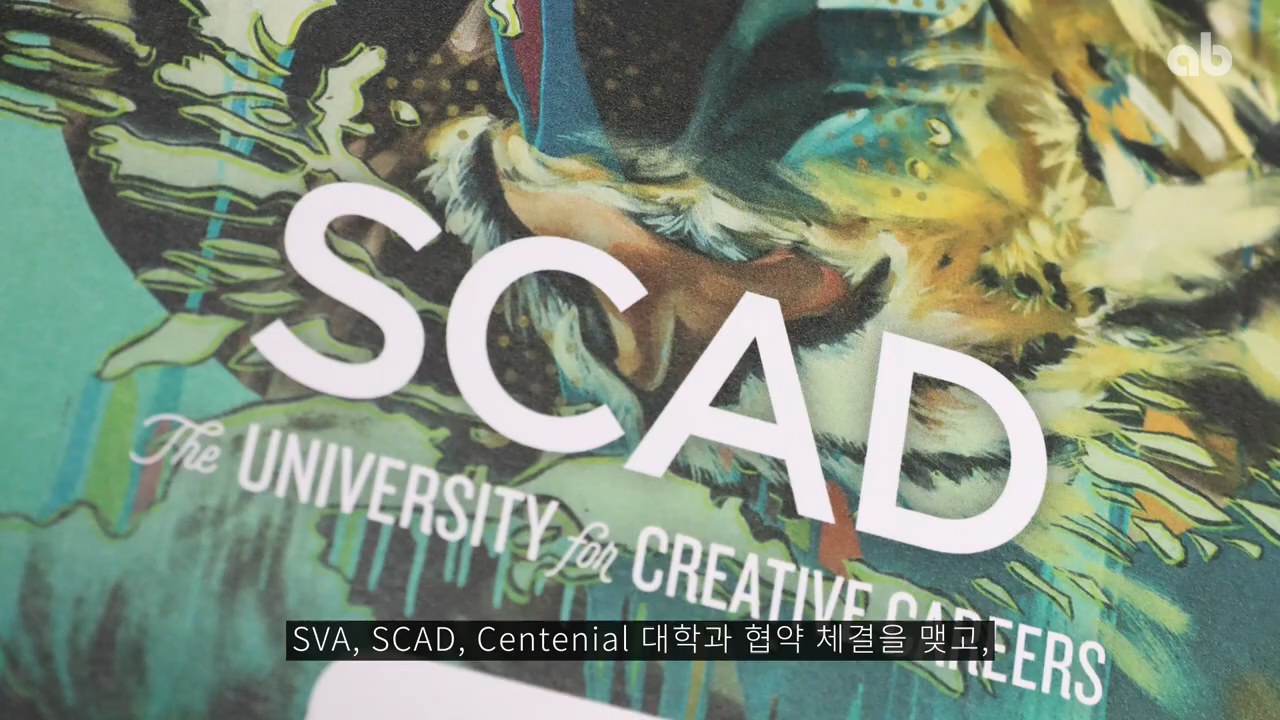 ab
SCAD
The UNIVERSITY for CREATIVE CAREERS
SVA, SCAD, Centenial 대학과 협약 체결을 맺고,